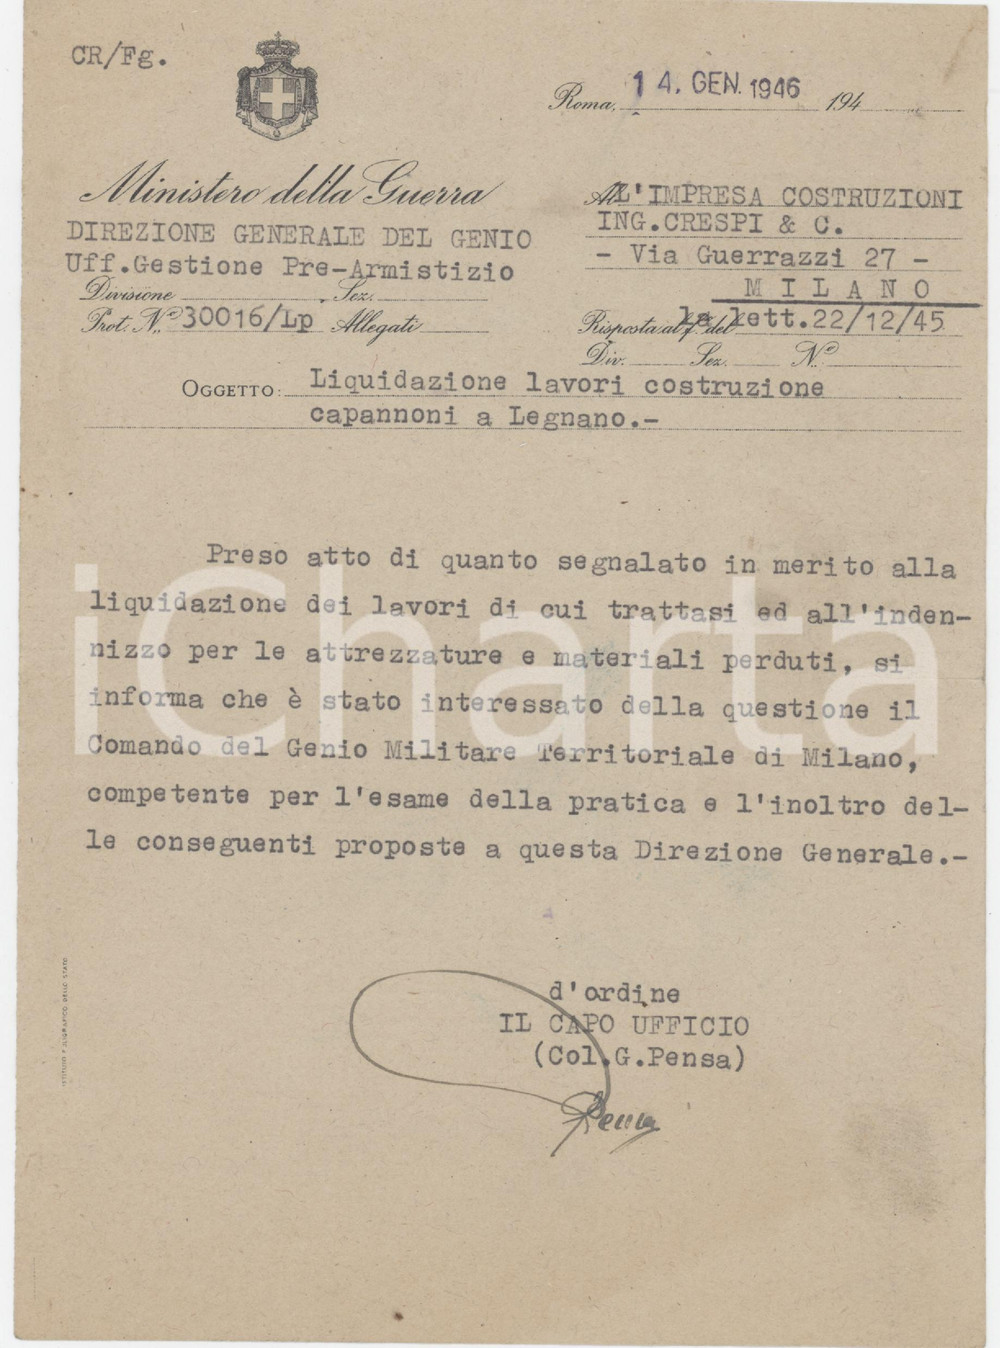 CR/Fg.
Roma, 14. GEN. 1946 194
Ministero della Guerra
DIREZIONE GENERALE DEL GENIO
Uff.Gestione Pre-Armistizio
Divisione Sez.
Prot. N.º 30016/Lp Allegati
ALL'IMPRESA COSTRUZIONI
ING.CRESPI & C.
- Via Guerrazzi 27 -
MILANO
Risposta al f. del la lett.22/12/45
Div. Sez. N.º
OGGETTO: Liquidazione lavori costruzione
capannoni a Legnano.-
Preso atto di quanto segnalato in merito alla
liquidazione dei lavori di cui trattasi ed all'inden-
nizzo per le attrezzature e materiali perduti, si
informa che è stato interessato della questione il
Comando del Genio Militare Territoriale di Milano,
competente per l'esame della pratica e l'inoltro del-
le conseguenti proposte a questa Direzione Generale.-
d'ordine
IL CAPO UFFICIO
(Col.G.Pensa)
Pensa
ISTITUTO POLIGRAFICO DELLO STATO
iCharta